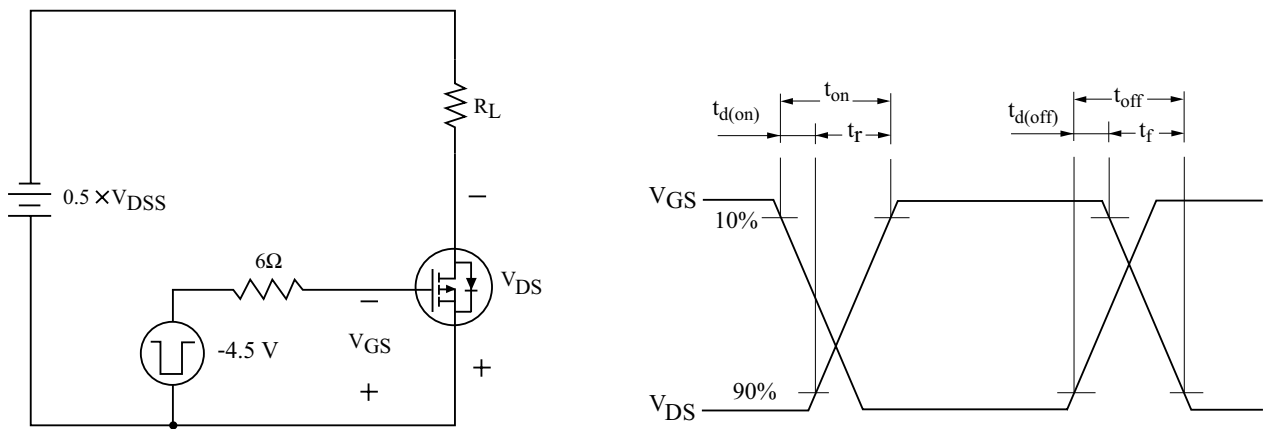 R_L
0.5 ×V_DSS
6Ω
-4.5 V
−
V_GS
+
−
V_DS
+
t_on
t_d(on)
t_r
t_off
t_d(off)
t_f
V_GS
10%
90%
V_DS